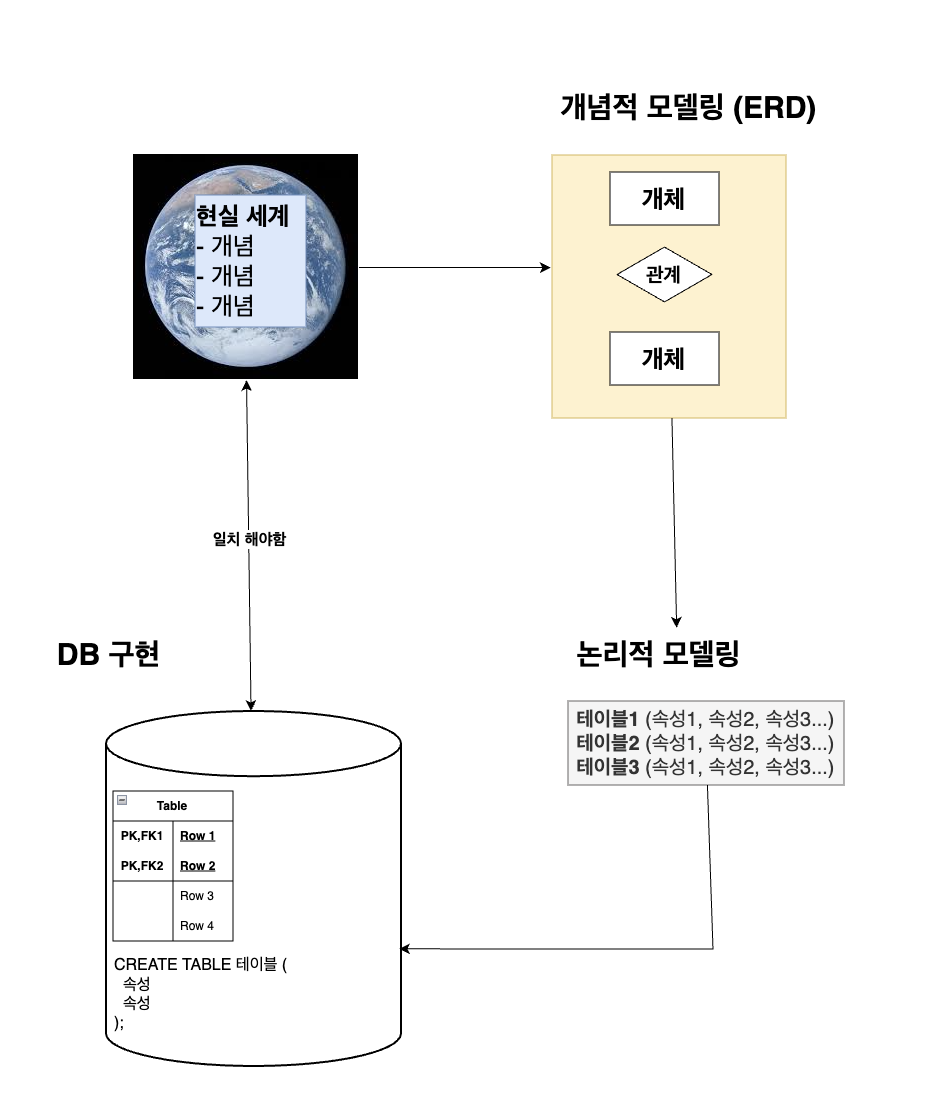 개념적 모델링 (ERD)
현실 세계
- 개념
- 개념
- 개념
개체
관계
개체
일치 해야함
DB 구현
논리적 모델링
테이블1 (속성1, 속성2, 속성3...)
테이블2 (속성1, 속성2, 속성3...)
테이블3 (속성1, 속성2, 속성3...)
Table
PK,FK1 Row 1
PK,FK2 Row 2
Row 3
Row 4
CREATE TABLE 테이블 (
속성
속성
);